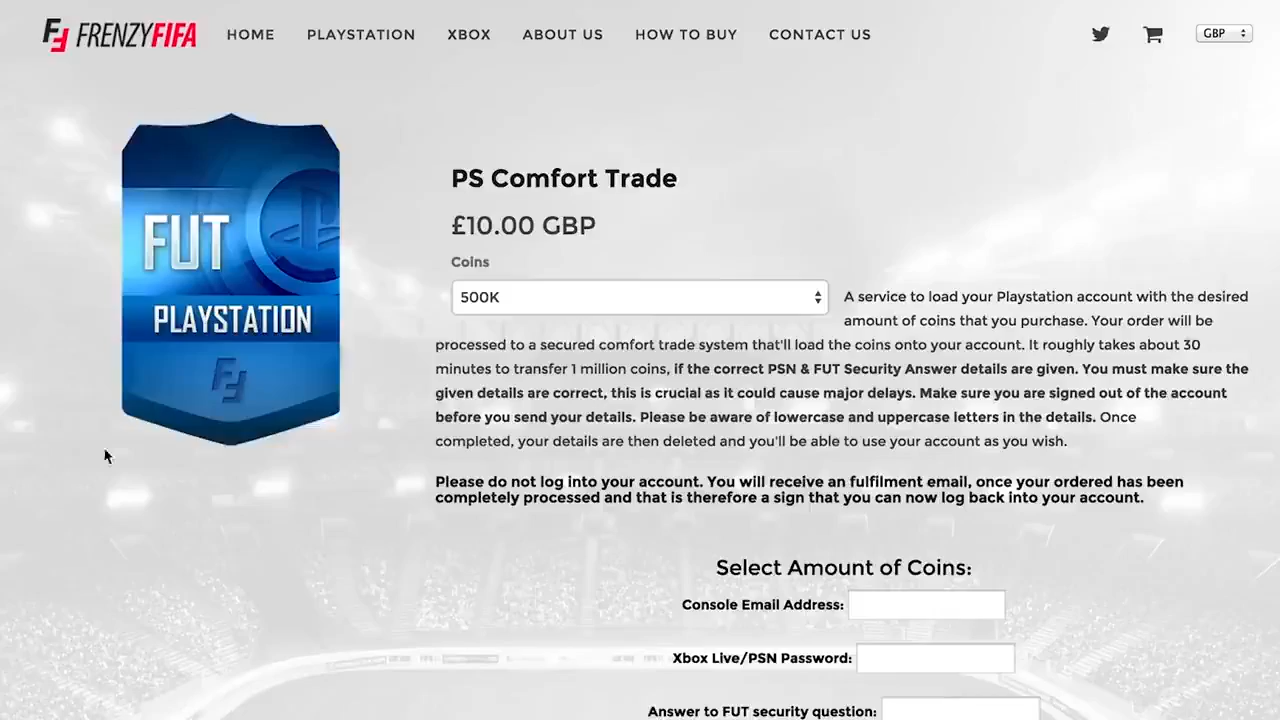 FF FRENZYFIFA HOME PLAYSTATION XBOX ABOUT US HOW TO BUY CONTACT US GBP
FUT
PLAYSTATION
FF
PS Comfort Trade
£10.00 GBP
Coins
500K
A service to load your Playstation account with the desired
amount of coins that you purchase. Your order will be
processed to a secured comfort trade system that'll load the coins onto your account. It roughly takes about 30
minutes to transfer 1 million coins, if the correct PSN & FUT Security Answer details are given. You must make sure the
given details are correct, this is crucial as it could cause major delays. Make sure you are signed out of the account
before you send your details. Please be aware of lowercase and uppercase letters in the details. Once
completed, your details are then deleted and you'll be able to use your account as you wish.
Please do not log into your account. You will receive an fulfilment email, once your ordered has been
completely processed and that is therefore a sign that you can now log back into your account.
Select Amount of Coins:
Console Email Address:
Xbox Live/PSN Password:
Answer to FUT security question: